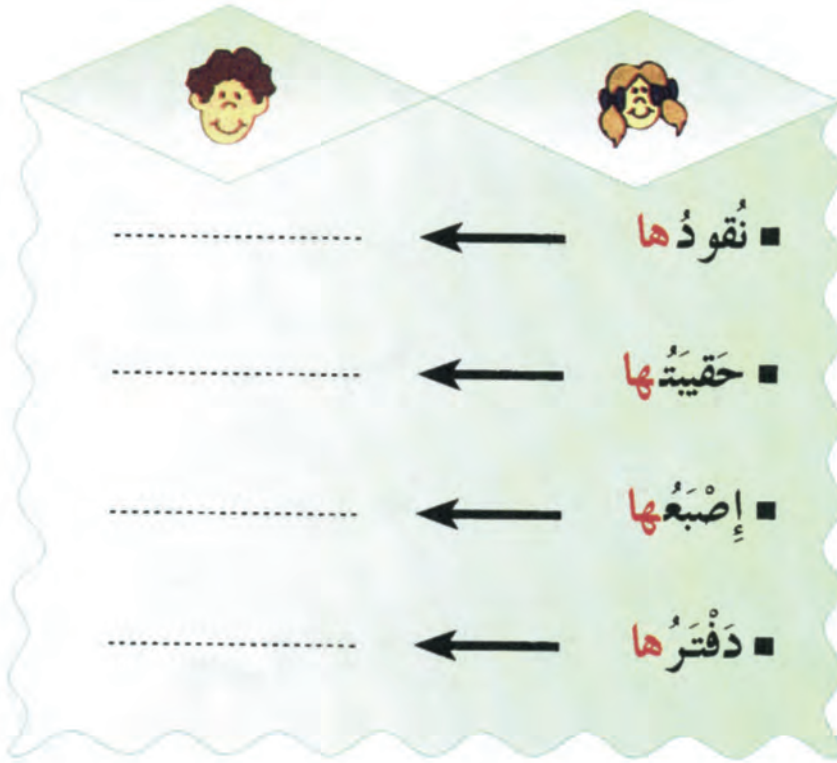 ■ نُقودُها
■ حَقيبَتُها
■ إِصْبَعُها
■ دَفْتَرُها